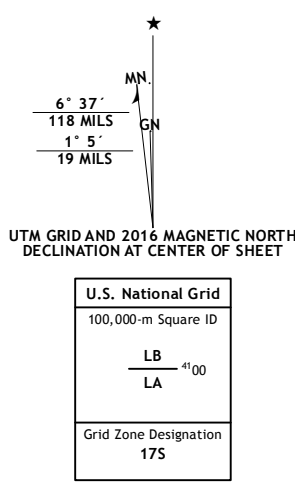 MN
GN
6° 37´
118 MILS
1° 5´
19 MILS
UTM GRID AND 2016 MAGNETIC NORTH
DECLINATION AT CENTER OF SHEET
U.S. National Grid
100,000-m Square ID
LB
4100
LA
Grid Zone Designation
17S